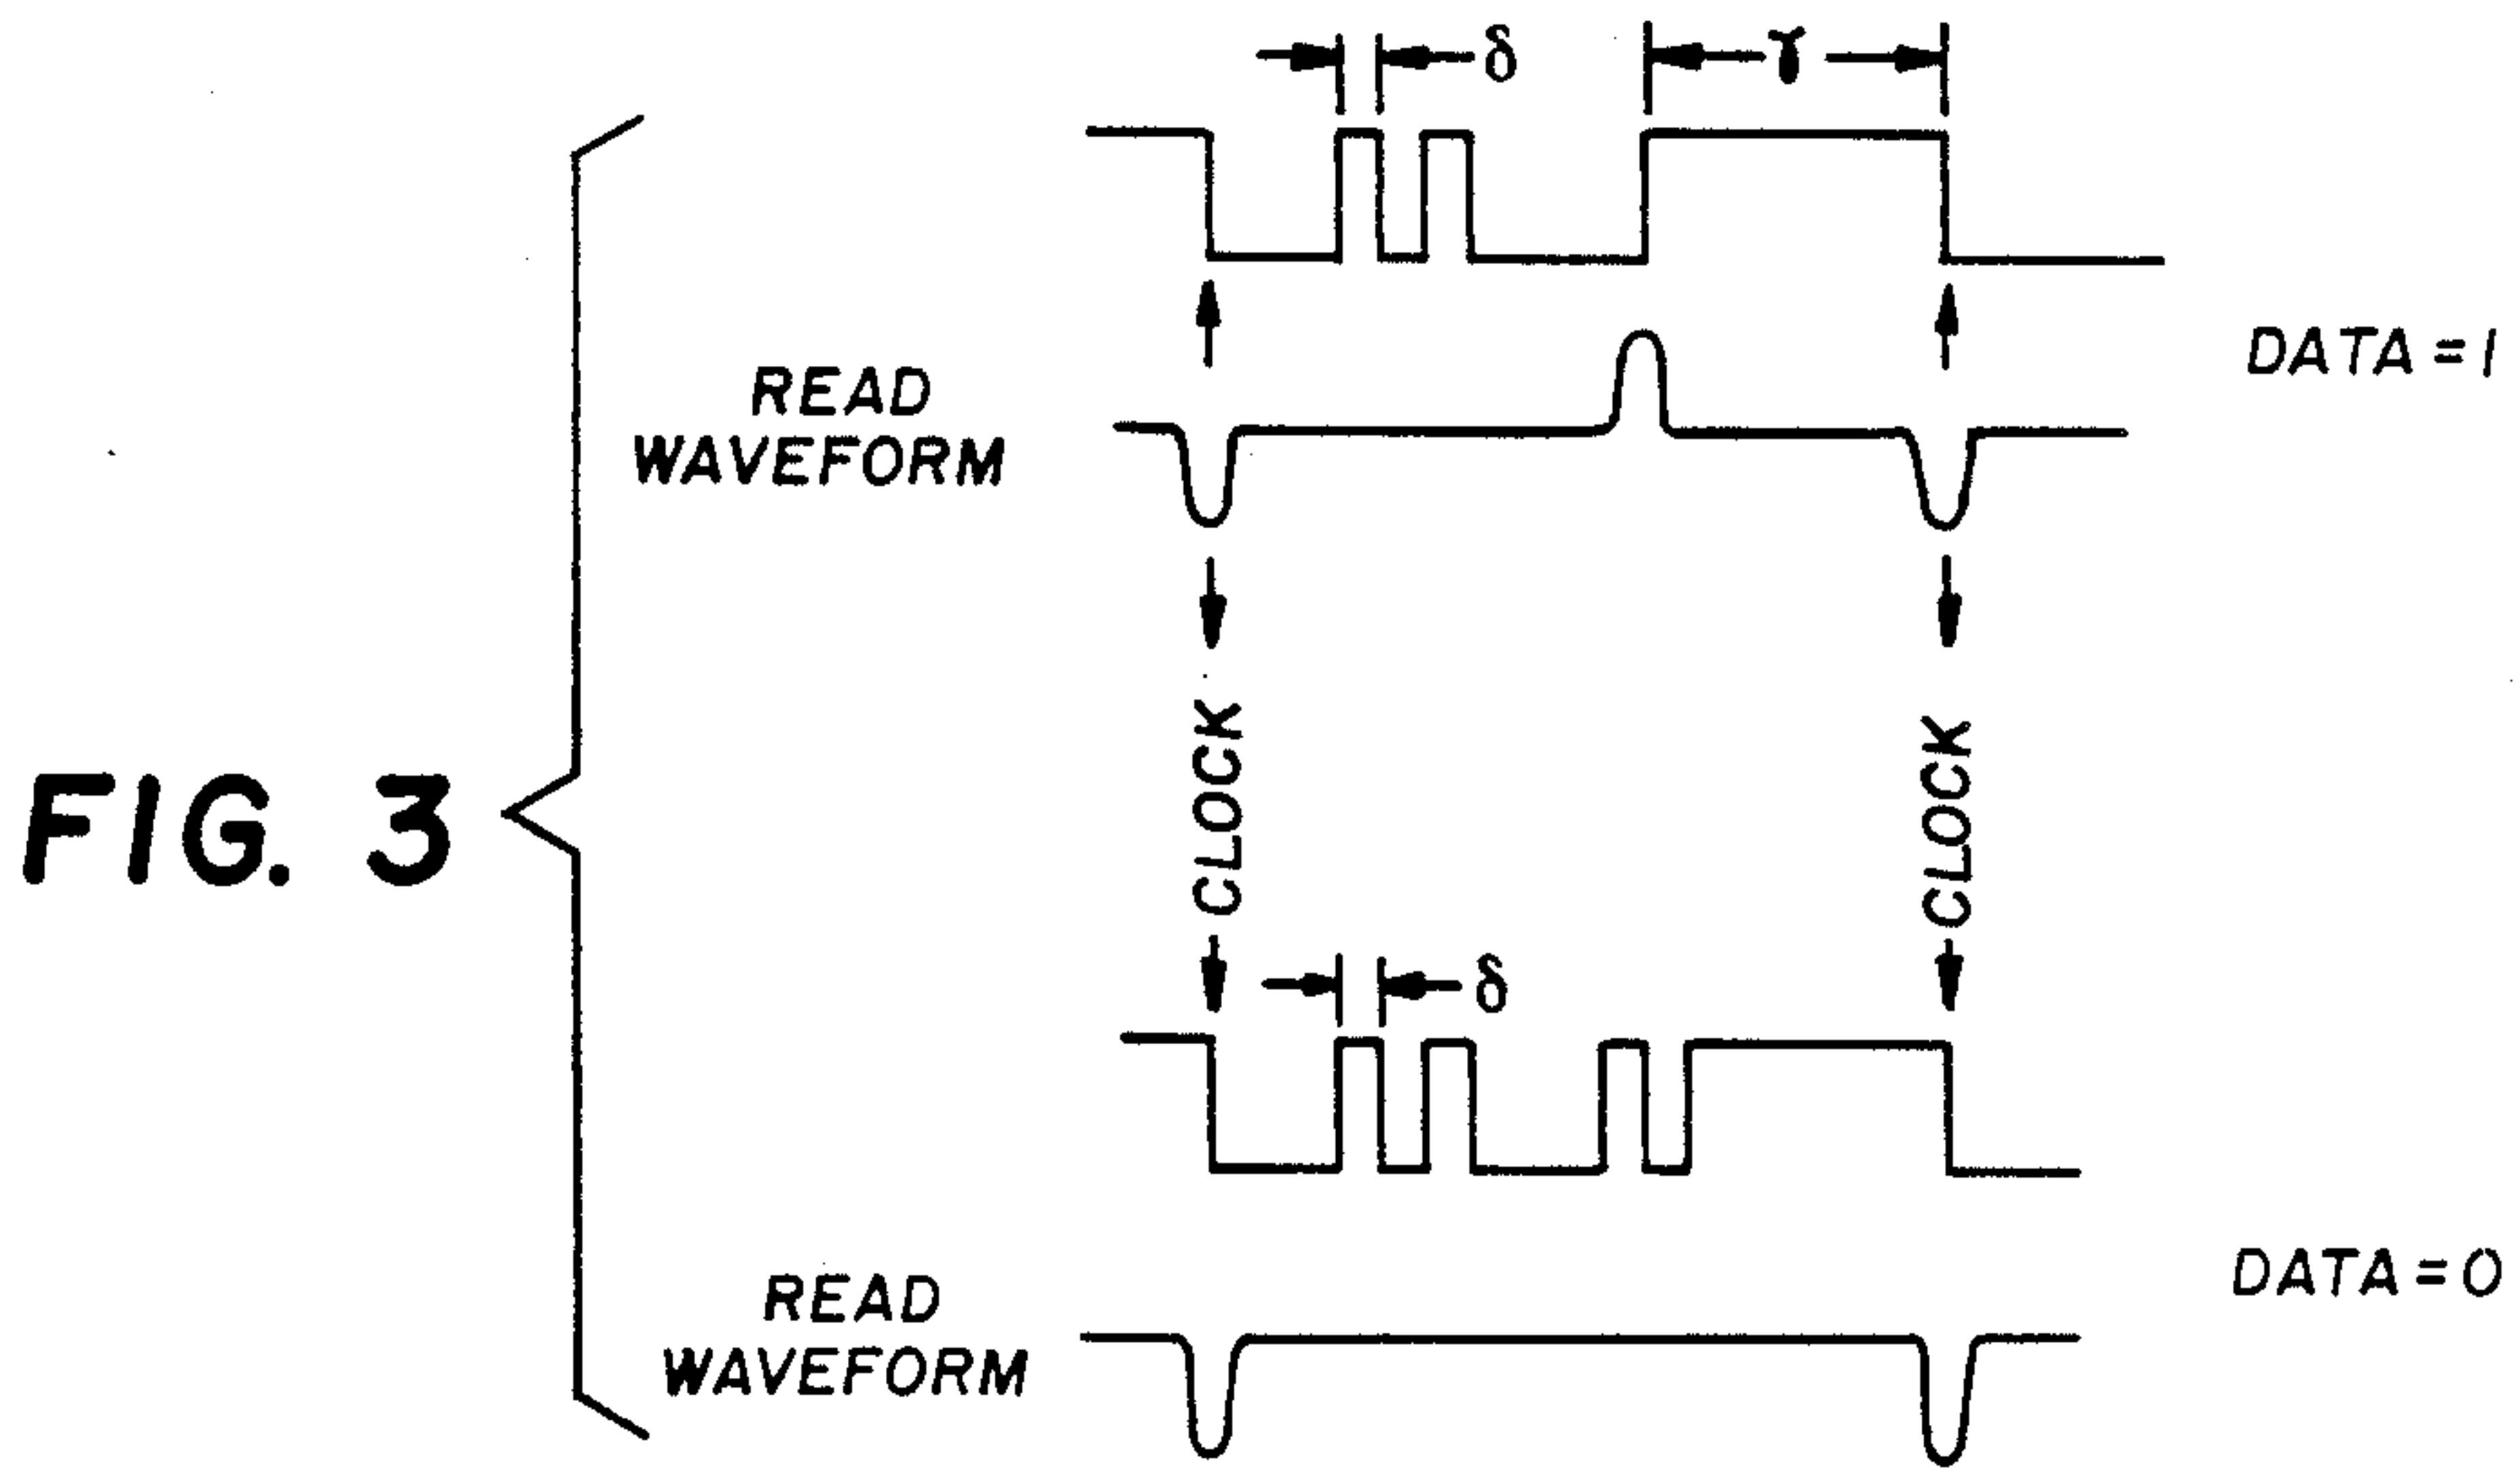 δ
γ
READ
WAVEFORM
DATA = 1
CLOCK
CLOCK
FIG. 3
δ
READ
WAVEFORM
DATA = 0